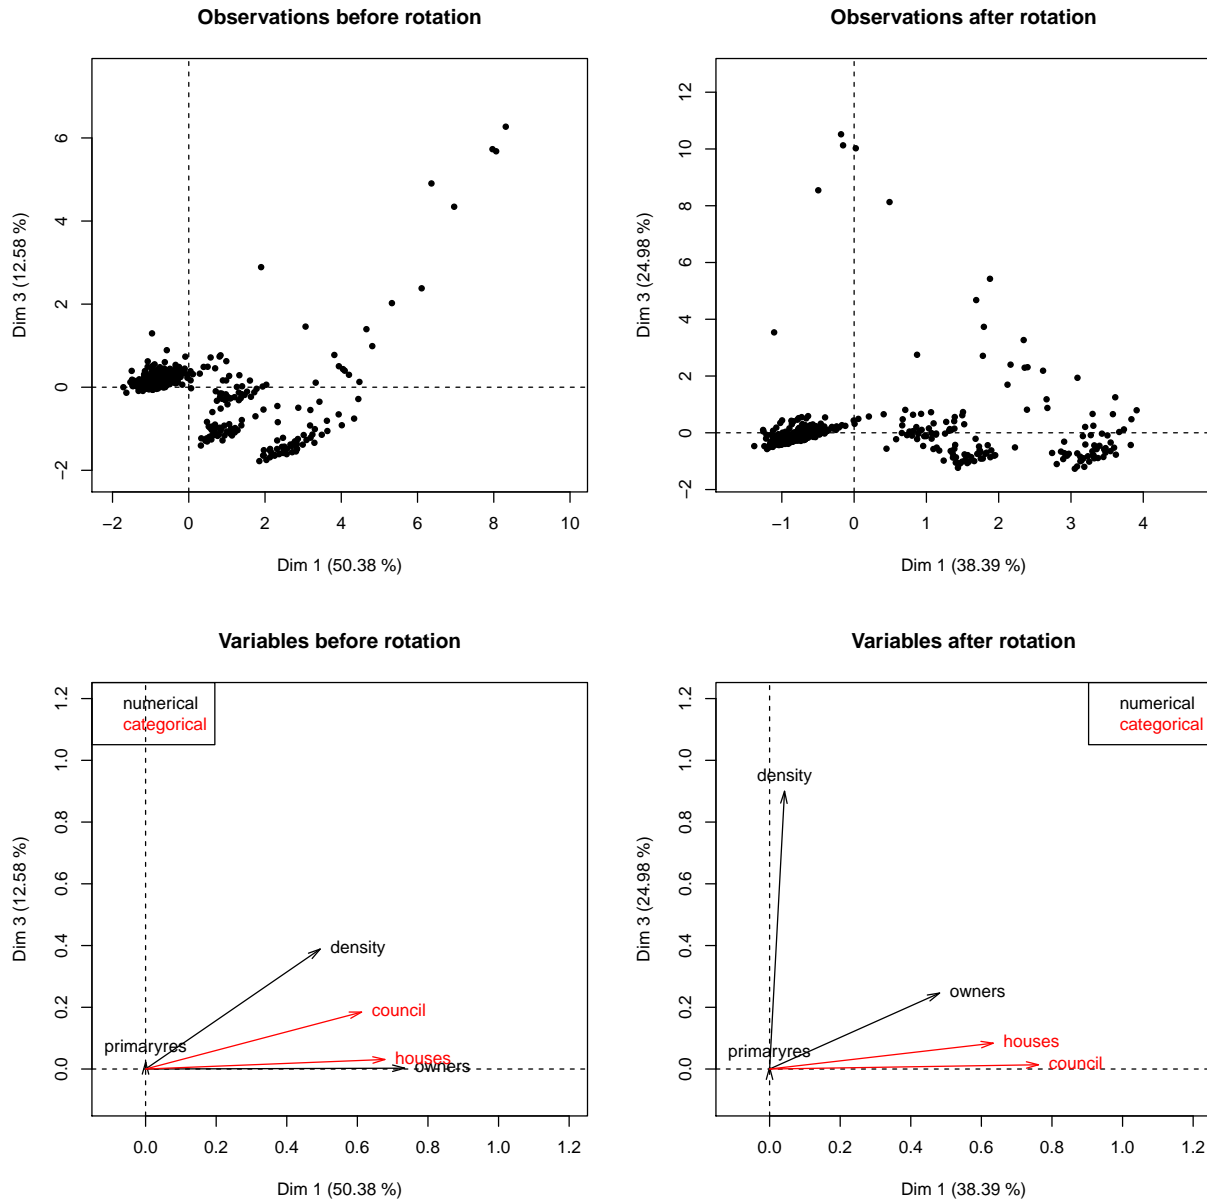 Observations before rotation
Dim 3 (12.58 %)
6
4
2
0
−2
−2 0 2 4 6 8 10
Dim 1 (50.38 %)
Observations after rotation
Dim 3 (24.98 %)
12
10
8
6
4
2
0
−2
−1 0 1 2 3 4
Dim 1 (38.39 %)
Variables before rotation
Dim 3 (12.58 %)
1.2
1.0
0.8
0.6
0.4
0.2
0.0
numerical
categorical
density
council
primaryres
houses
owners
0.0 0.2 0.4 0.6 0.8 1.0 1.2
Dim 1 (50.38 %)
Variables after rotation
Dim 3 (24.98 %)
1.2
1.0
0.8
0.6
0.4
0.2
0.0
numerical
categorical
density
owners
houses
primaryres
council
0.0 0.2 0.4 0.6 0.8 1.0 1.2
Dim 1 (38.39 %)